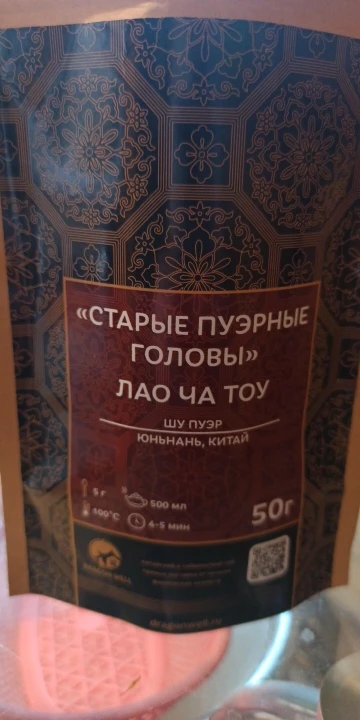 «СТАРЫЕ ПУЭРНЫЕ
ГОЛОВЫ»
ЛАО ЧА ТОУ
ШУ ПУЭР
ЮНЬНАНЬ, КИТАЙ
5 г 500 мл
100°C 4-5 мин
50г